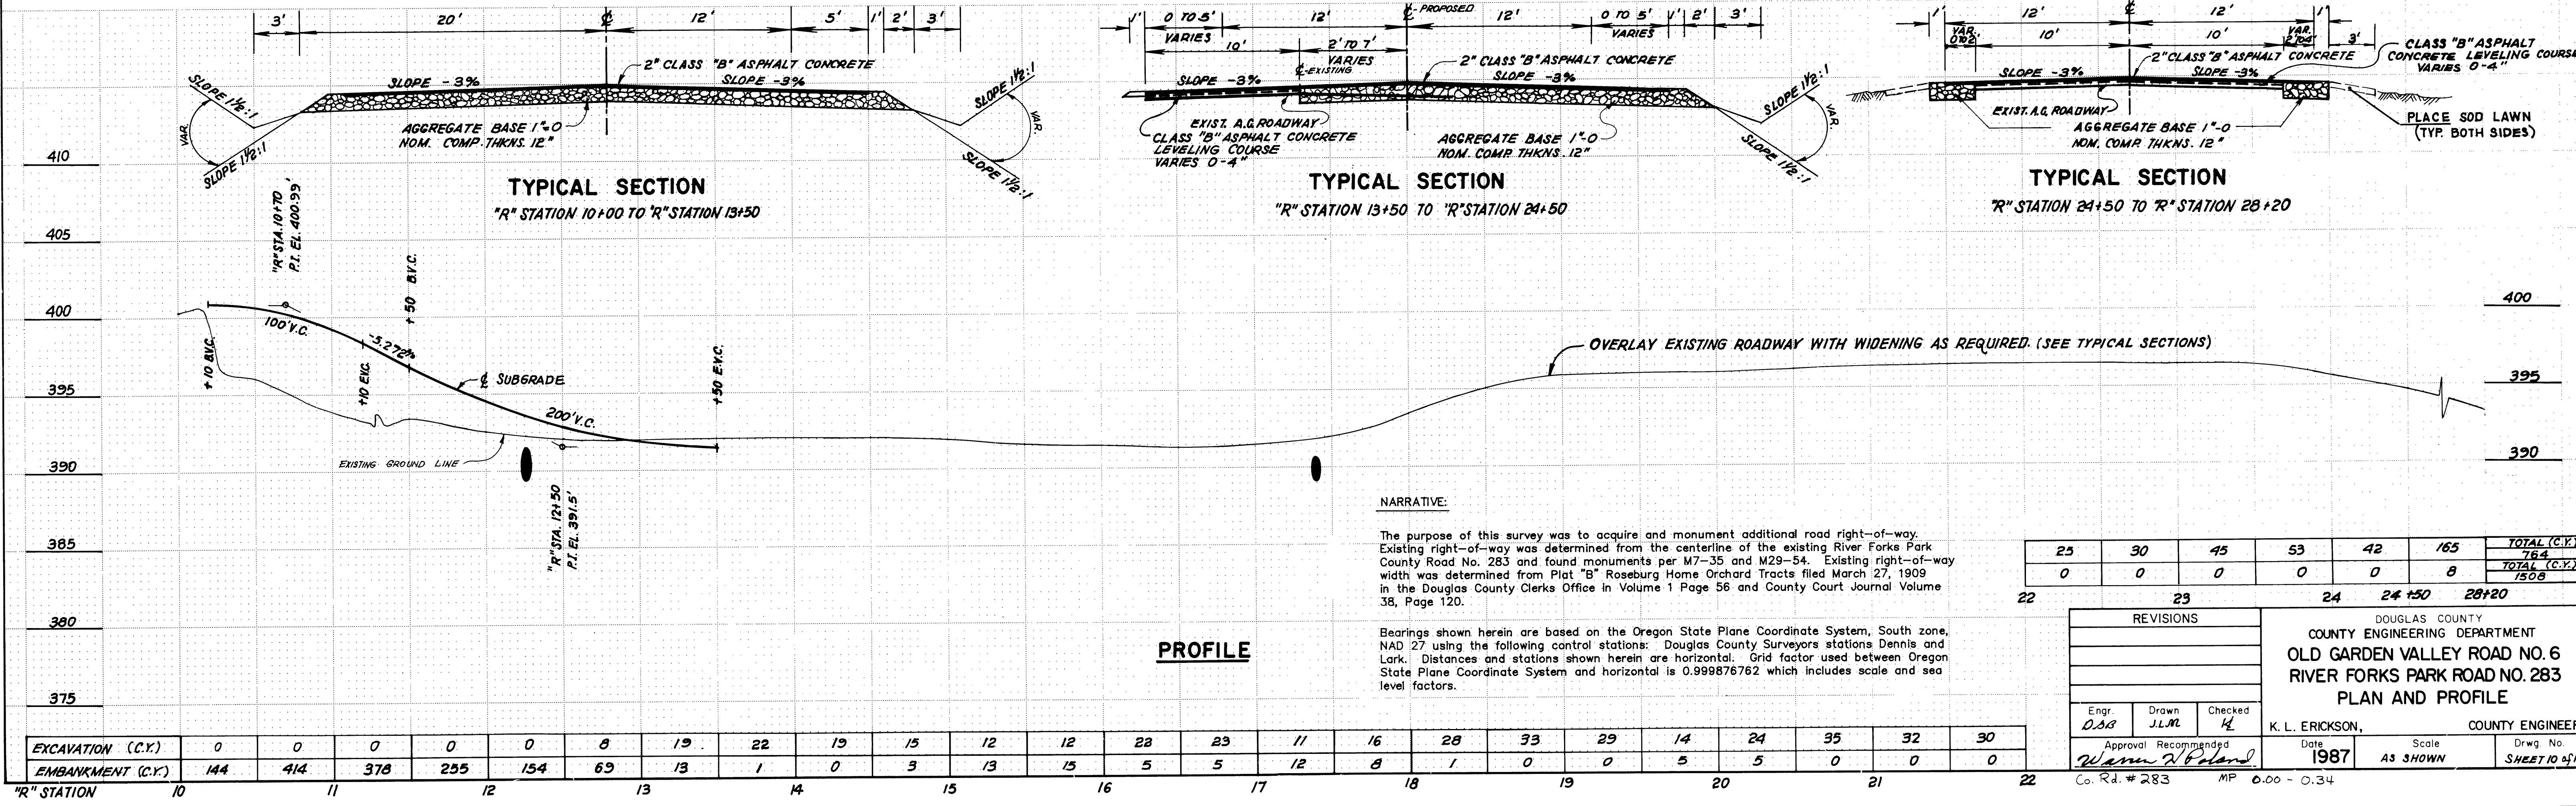 3' 20' ℄ 12' 5' 1' 2' 3'
2" CLASS "B" ASPHALT CONCRETE
SLOPE -3% SLOPE -3%
SLOPE 1½:1
SLOPE 1½:1
VAR.
VAR.
AGGREGATE BASE 1"-0
NOM. COMP. THKNS. 12"
SLOPE 1½:1
SLOPE 1½:1
TYPICAL SECTION
"R" STATION 10+00 TO "R" STATION 13+50
1' 0 TO 5' 12' ℄-PROPOSED 12' 0 TO 5' 1' 2' 3'
VARIES VARIES
10' 2' TO 7'
VARIES
℄-EXISTING
2" CLASS "B" ASPHALT CONCRETE
SLOPE -3% SLOPE -3%
SLOPE 1½:1
VAR.
EXIST. A.C. ROADWAY
CLASS "B" ASPHALT CONCRETE
LEVELING COURSE
VARIES 0-4"
AGGREGATE BASE 1"-0
NOM. COMP. THKNS. 12"
SLOPE 1½:1
TYPICAL SECTION
"R" STATION 13+50 TO "R" STATION 24+50
1' 12' ℄ 12' 1'
VAR. 0 TO 2' 10' 10' VAR. 3'
CLASS "B" ASPHALT
CONCRETE LEVELING COURSE
VARIES 0-4"
2" CLASS "B" ASPHALT CONCRETE
SLOPE -3% SLOPE -3%
EXIST. A.C. ROADWAY
AGGREGATE BASE 1"-0
NOM. COMP. THKNS. 12"
PLACE SOD LAWN
(TYP. BOTH SIDES)
TYPICAL SECTION
"R" STATION 24+50 TO "R" STATION 28+20
410
405
400
395
390
385
380
375
"R" STA. 10+70
P.I. EL. 400.99'
+50 B.V.C.
100' V.C.
-5.272%
+10 B.V.C.
+10 E.V.C.
℄ SUBGRADE
200' V.C.
+50 E.V.C.
EXISTING GROUND LINE
"R" STA. 12+50
P.I. EL. 391.5'
OVERLAY EXISTING ROADWAY WITH WIDENING AS REQUIRED. (SEE TYPICAL SECTIONS)
400
395
390
PROFILE
NARRATIVE:
The purpose of this survey was to acquire and monument additional road right-of-way.
Existing right-of-way was determined from the centerline of the existing River Forks Park
County Road No. 283 and found monuments per M7-35 and M29-54. Existing right-of-way
width was determined from Plat "B" Roseburg Home Orchard Tracts filed March 27, 1909
in the Douglas County Clerks Office in Volume 1 Page 56 and County Court Journal Volume
38, Page 120.
Bearings shown herein are based on the Oregon State Plane Coordinate System, South zone,
NAD 27 using the following control stations: Douglas County Surveyors stations Dennis and
Lark. Distances and stations shown herein are horizontal. Grid factor used between Oregon
State Plane Coordinate System and horizontal is 0.999876762 which includes scale and sea
level factors.
25 30 45 53 42 165 TOTAL (C.Y.) 764
0 0 0 0 0 8 TOTAL (C.Y.) 1508
22 23 24 24+50 28+20
EXCAVATION (C.Y.) 0 0 0 0 0 8 19 22 19 15 12 12 23 23 11 16 28 33 29 14 24 35 32 30
EMBANKMENT (C.Y.) 144 414 378 255 154 69 13 1 0 3 13 15 5 5 12 8 1 0 0 5 5 0 0 0
"R" STATION 10 11 12 13 14 15 16 17 18 19 20 21 22
REVISIONS
DOUGLAS COUNTY
COUNTY ENGINEERING DEPARTMENT
OLD GARDEN VALLEY ROAD NO. 6
RIVER FORKS PARK ROAD NO. 283
PLAN AND PROFILE
K. L. ERICKSON, COUNTY ENGINEER
Engr. Drawn Checked
DSB J.L.M.
Approval Recommended
Date 1987
Scale AS SHOWN
Drwg. No.
SHEET 10 of
Co. Rd. #283 MP 0.00 - 0.34